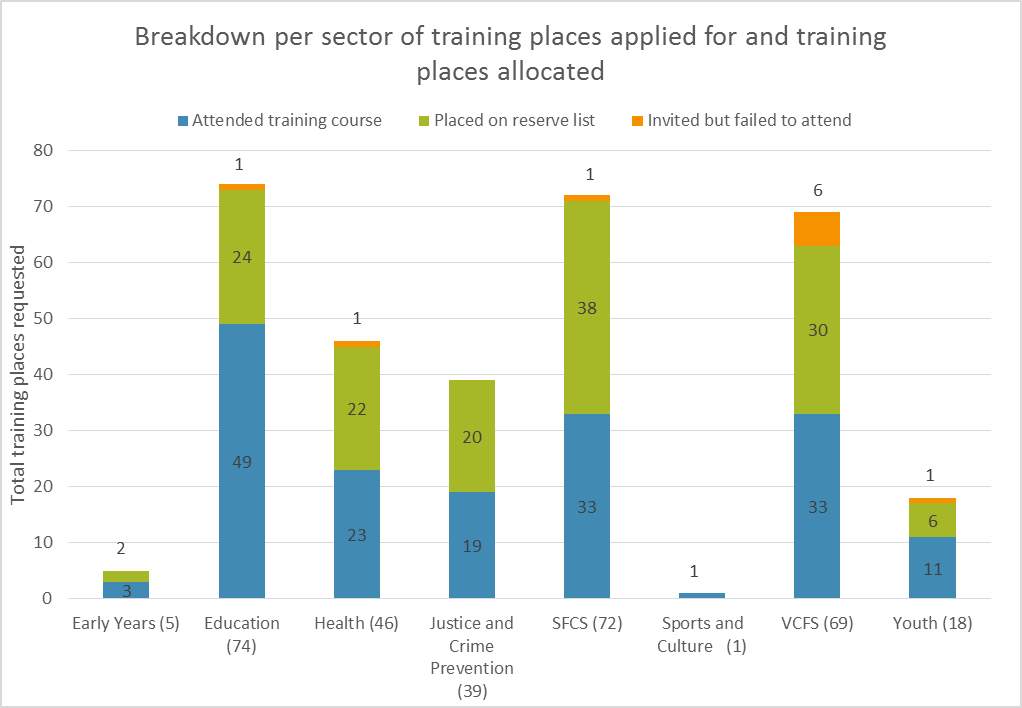 Breakdown per sector of training places applied for and training
places allocated
Attended training course Placed on reserve list Invited but failed to attend
Total training places requested
80
70
60
50
40
30
20
10
0
2
3
1
24
49
1
22
23
20
19
1
38
33
1
6
30
33
1
6
11
Early Years (5)
Education
(74)
Health (46)
Justice and
Crime
Prevention
(39)
SFCS (72)
Sports and
Culture (1)
VCFS (69)
Youth (18)